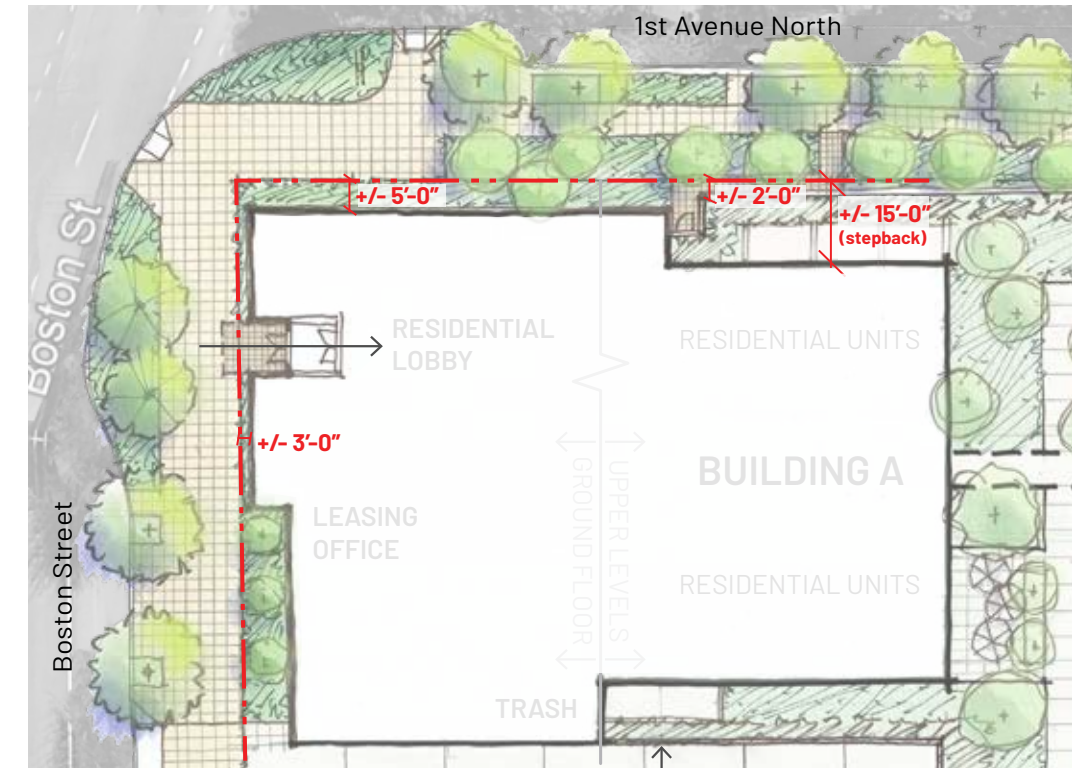 1st Avenue North
+/- 5'-0”
+/- 2'-0”
+/- 15'-0”
(stepback)
Boston St
RESIDENTIAL
LOBBY
RESIDENTIAL UNITS
+/- 3'-0”
BUILDING A
GROUND FLOOR
UPPER LEVELS
LEASING
OFFICE
Boston Street
RESIDENTIAL UNITS
TRASH